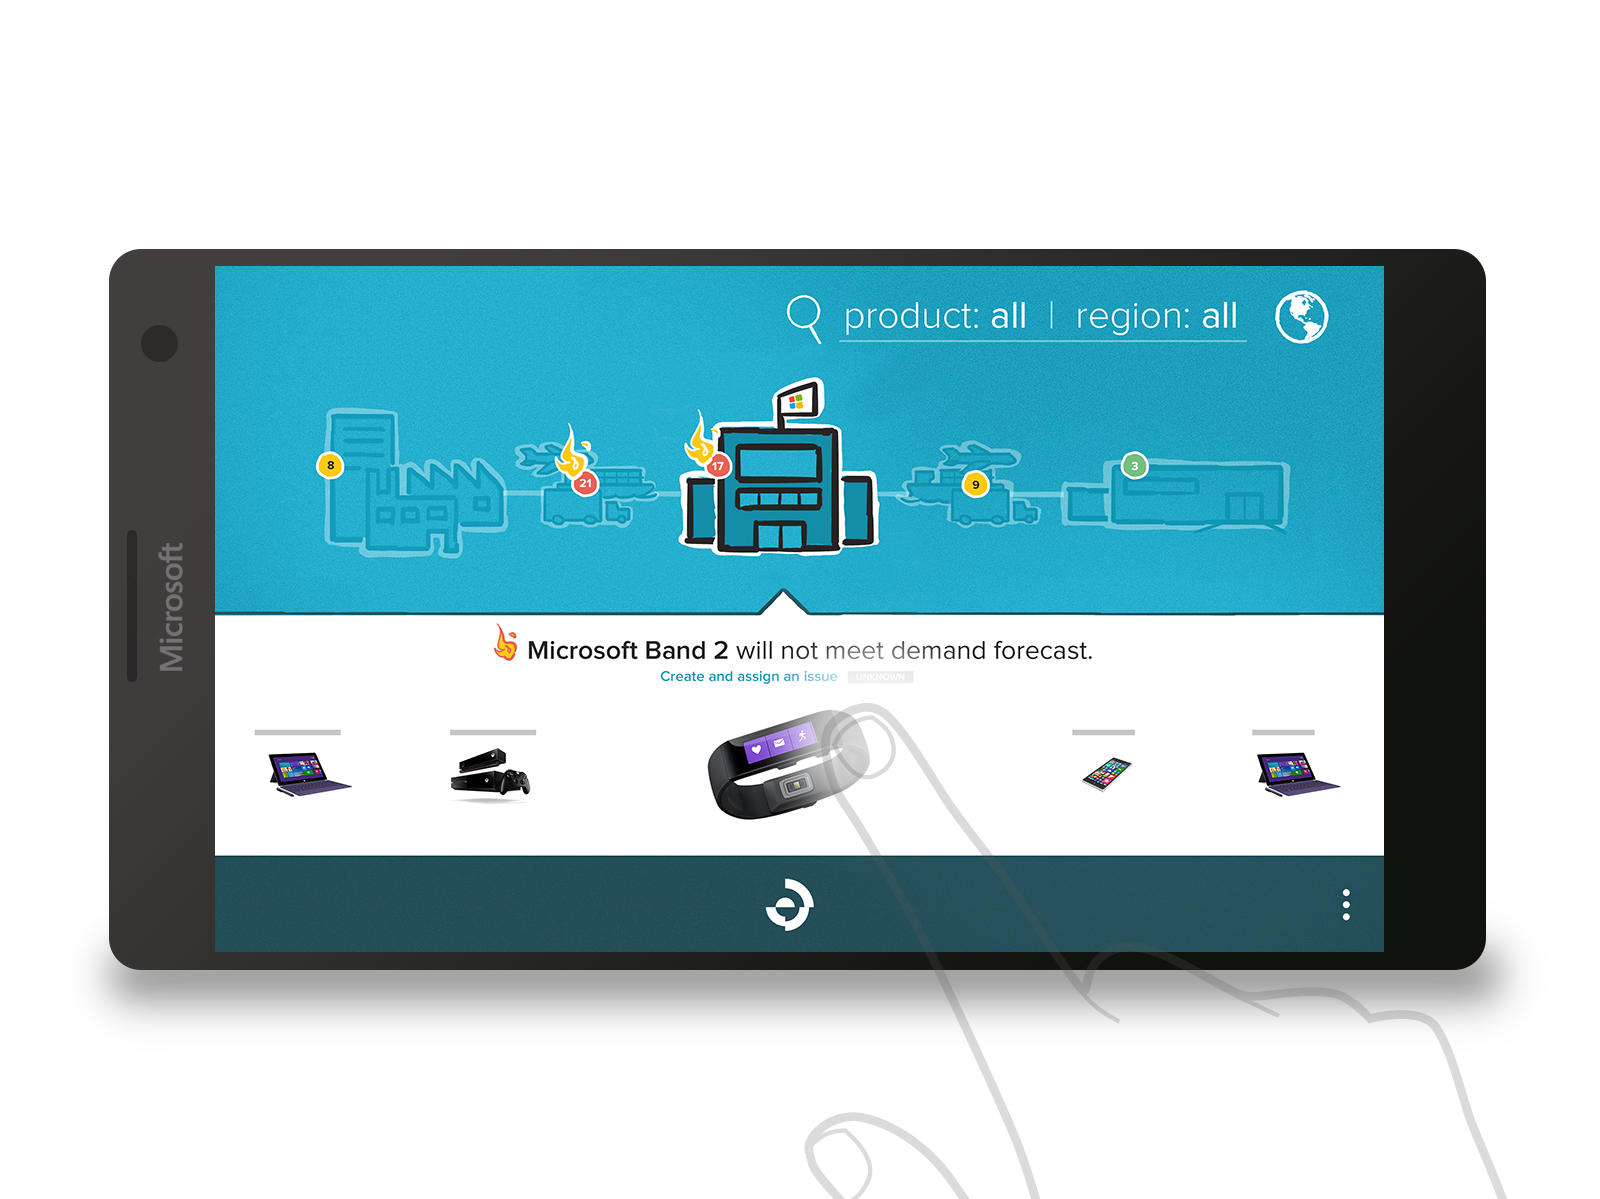 product: all | region: all
8
21
17
9
3
Microsoft Band 2 will not meet demand forecast.
Create and assign an issue UNKNOWN
Microsoft